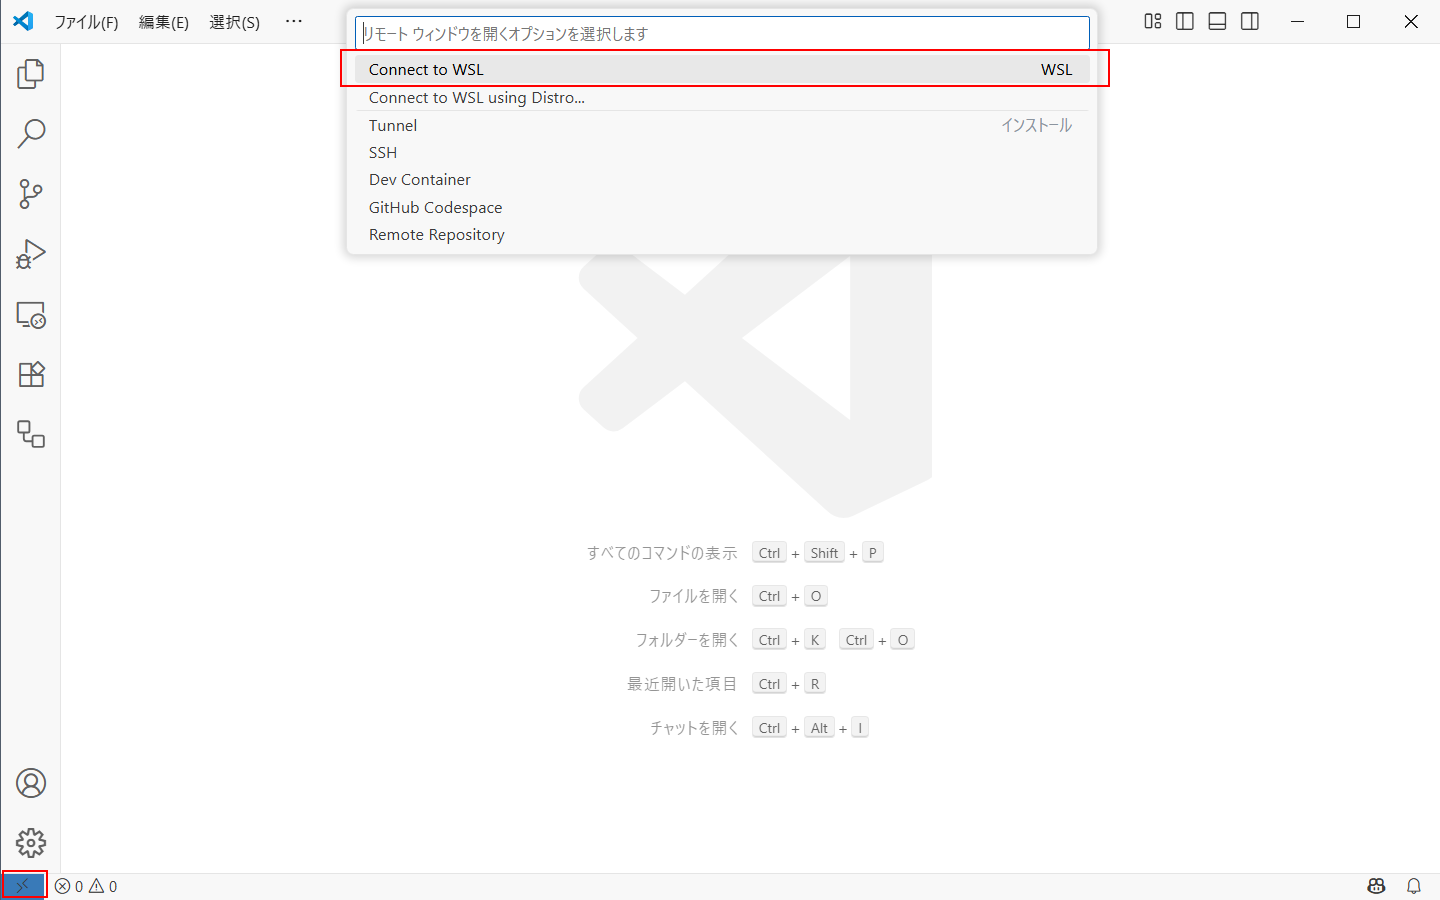 ファイル(F) 編集(E) 選択(S) ···
リモート ウィンドウを開くオプションを選択します
Connect to WSL WSL
Connect to WSL using Distro...
Tunnel インストール
SSH
Dev Container
GitHub Codespace
Remote Repository
すべてのコマンドの表示 Ctrl + Shift + P
ファイルを開く Ctrl + O
フォルダーを開く Ctrl + K Ctrl + O
最近開いた項目 Ctrl + R
チャットを開く Ctrl + Alt + I
0 0